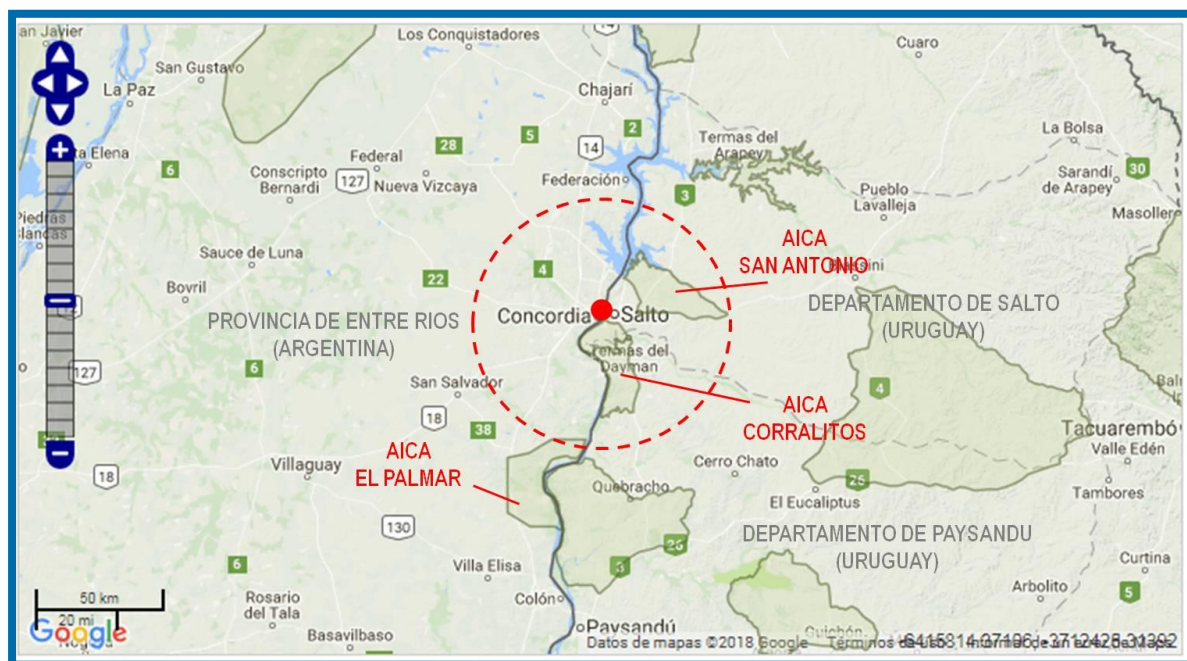 an Javier
Los Conquistadores
14
Cuaro
San Gustavo
La Paz
Chajarí
2
5
14
Termas del
Arapey
La Bolsa
ta Elena
28
6
Federal
Conscripto
Bernardi
127
Nueva Vizcaya
Federación
3
Sarandí
de Arapey
30
Pueblo
Lavalleja
Masoller
Piedras
Blancas
Sauce de Luna
AICA
SAN ANTONIO
22
4
Bovril
PROVINCIA DE ENTRE RIOS
(ARGENTINA)
Concordia
Salto
DEPARTAMENTO DE SALTO
(URUGUAY)
127
6
Termas del
Dayman
San Salvador
4
18
38
AICA
CORRALITOS
Tacuarembó
Valle Edén
AICA
EL PALMAR
Villaguay
18
Cerro Chato
Quebracho
26
El Eucaliptus
Tambores
130
DEPARTAMENTO DE PAYSANDU
(URUGUAY)
26
3
6
Villa Elisa
Curtina
50 km
20 mi
Rosario
del Tala
Colón
Arbolito
5
Google
Basavilbaso
Paysandú
Guichón
Datos de mapas ©2018 Google